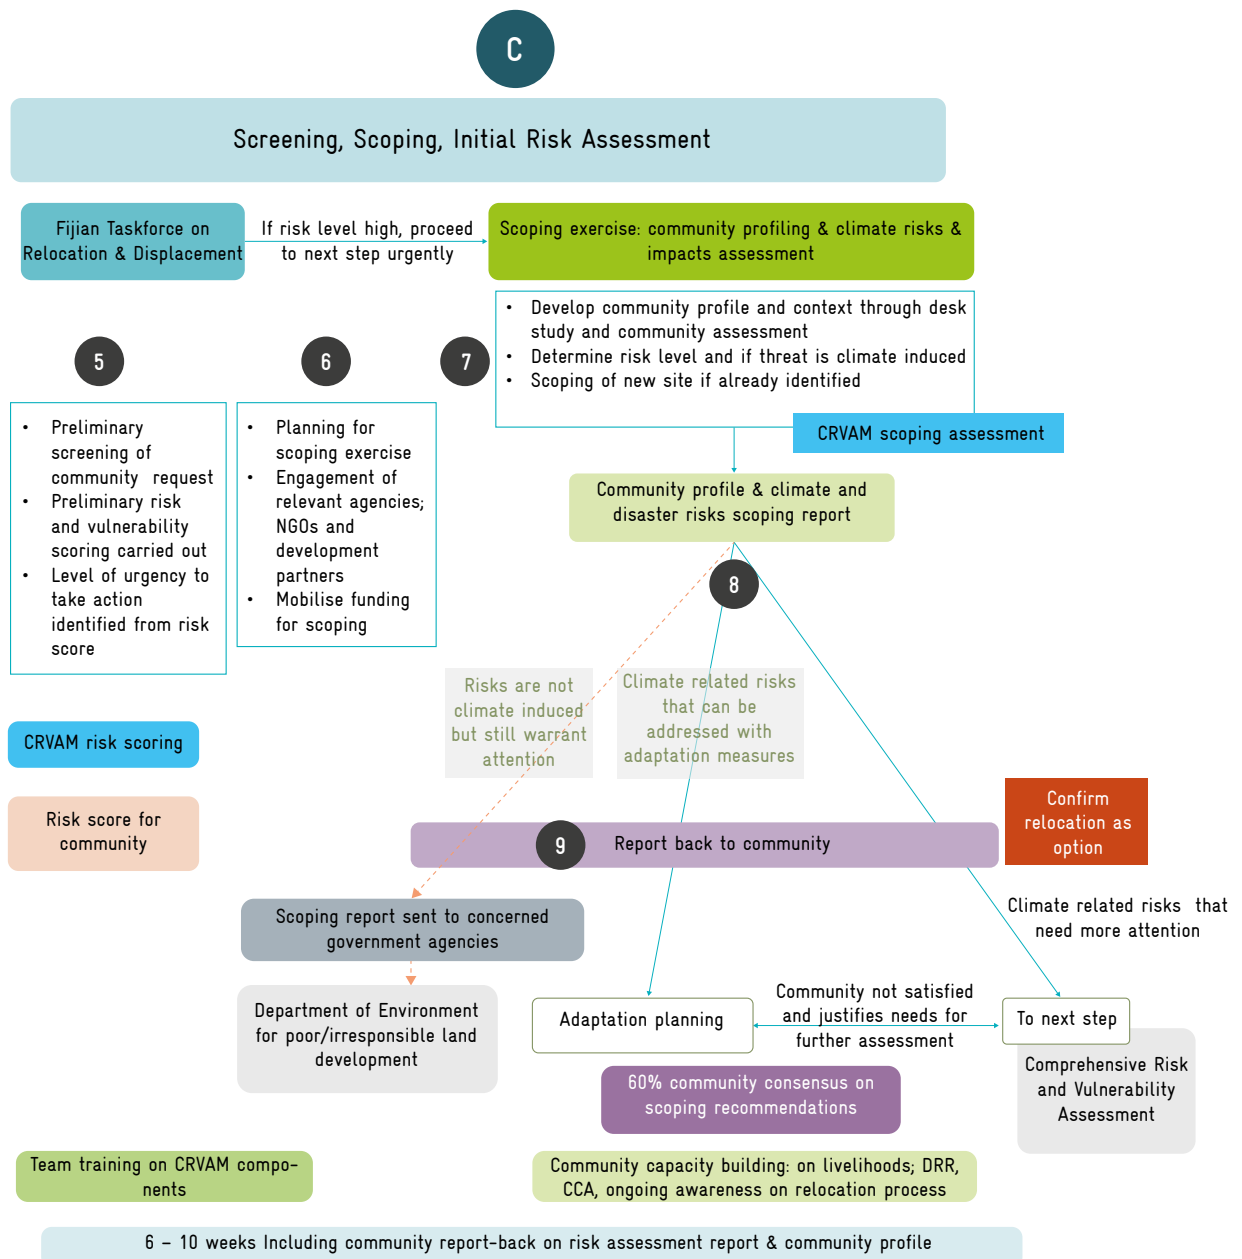 C
Screening, Scoping, Initial Risk Assessment
Fijian Taskforce on
Relocation & Displacement
If risk level high, proceed
to next step urgently
Scoping exercise: community profiling & climate risks &
impacts assessment
5
6
7
• Develop community profile and context through desk
study and community assessment
• Determine risk level and if threat is climate induced
• Scoping of new site if already identified
CRVAM scoping assessment
• Preliminary
screening of
community request
• Preliminary risk
and vulnerability
scoring carried out
• Level of urgency to
take action
identified from risk
score
• Planning for
scoping exercise
• Engagement of
relevant agencies;
NGOs and
development
partners
• Mobilise funding
for scoping
Community profile & climate and
disaster risks scoping report
8
Risks are not
climate induced
but still warrant
attention
Climate related risks
that can be
addressed with
adaptation measures
CRVAM risk scoring
Risk score for
community
Confirm
relocation as
option
9
Report back to community
Scoping report sent to concerned
government agencies
Climate related risks that
need more attention
Department of Environment
for poor/irresponsible land
development
Adaptation planning
Community not satisfied
and justifies needs for
further assessment
To next step
Comprehensive Risk
and Vulnerability
Assessment
60% community consensus on
scoping recommendations
Team training on CRVAM compo-
nents
Community capacity building: on livelihoods; DRR,
CCA, ongoing awareness on relocation process
6 – 10 weeks Including community report-back on risk assessment report & community profile